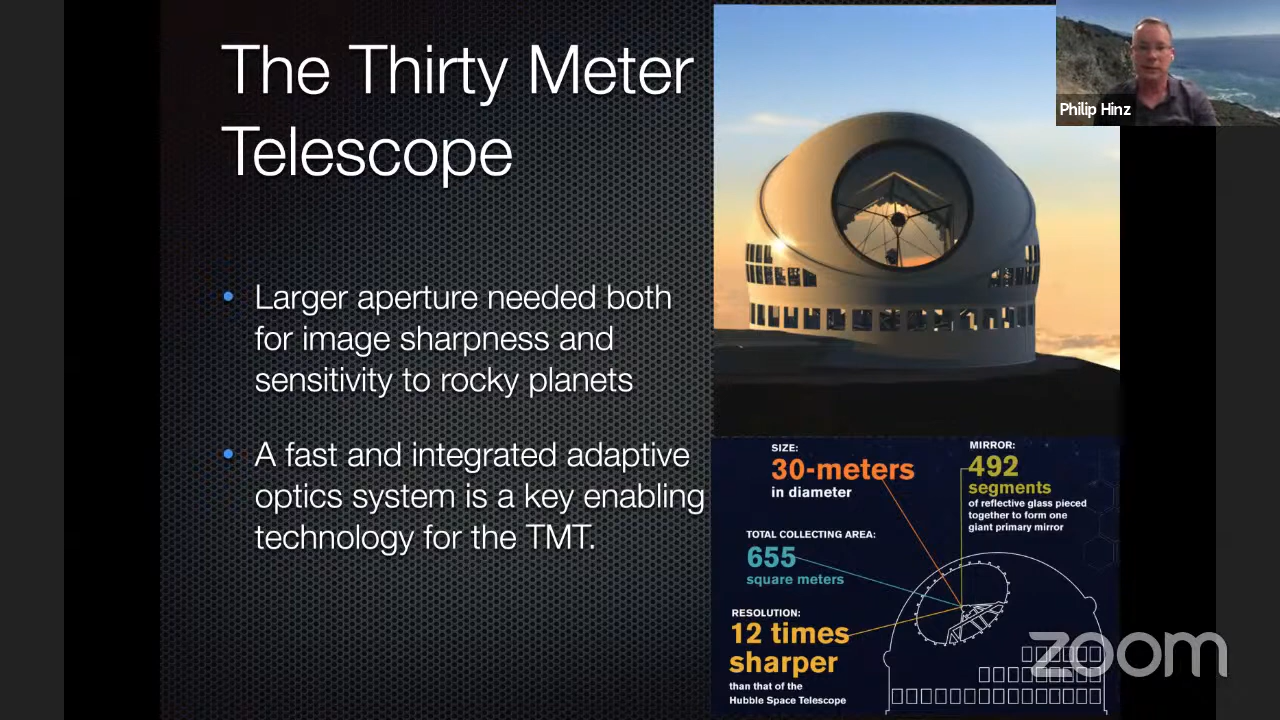 The Thirty Meter
Telescope
Philip Hinz
• Larger aperture needed both
for image sharpness and
sensitivity to rocky planets
• A fast and integrated adaptive
optics system is a key enabling
technology for the TMT.
SIZE:
30-meters
in diameter
MIRROR:
492
segments
of reflective glass pieced
together to form one
giant primary mirror
TOTAL COLLECTING AREA:
655
square meters
RESOLUTION:
12 times
sharper
than that of the
Hubble Space Telescope
zoom